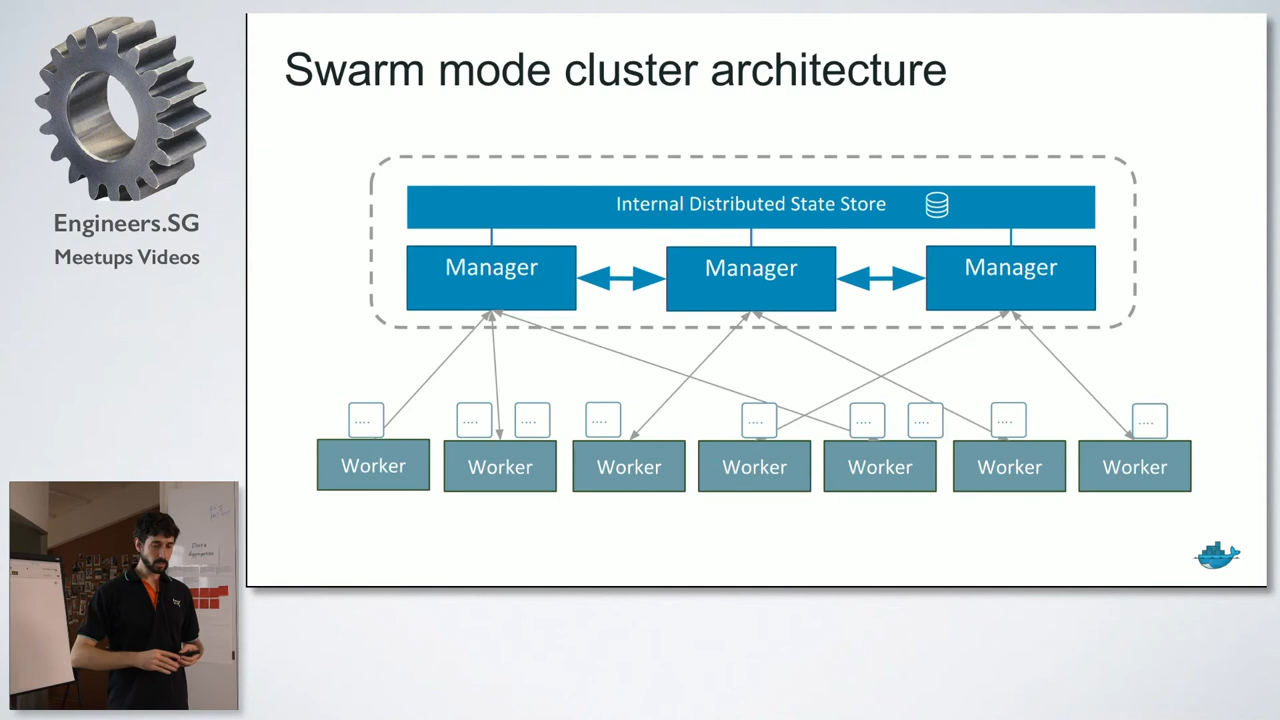 Engineers.SG
Meetups Videos
Swarm mode cluster architecture
Internal Distributed State Store
Manager
Manager
Manager
....
....
....
....
....
....
....
....
....
Worker
Worker
Worker
Worker
Worker
Worker
Worker
Data